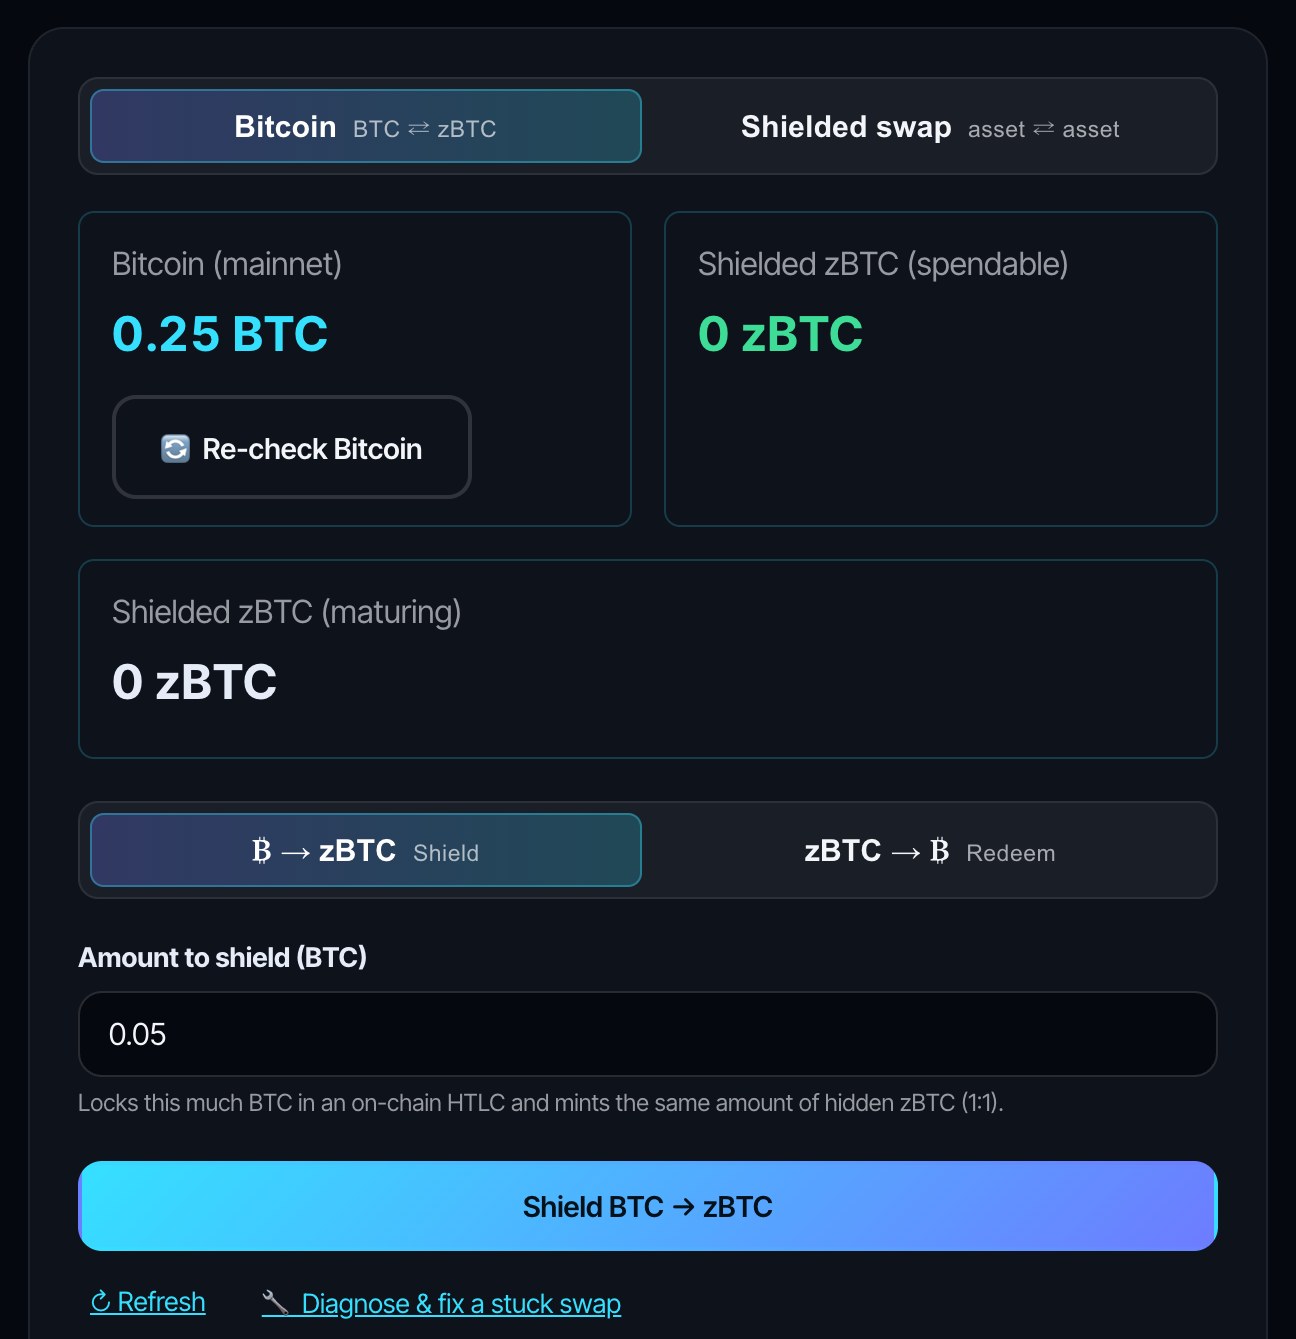 Bitcoin BTC ⇄ zBTC
Shielded swap asset ⇄ asset
Bitcoin (mainnet)
0.25 BTC
🔄 Re-check Bitcoin
Shielded zBTC (spendable)
0 zBTC
Shielded zBTC (maturing)
0 zBTC
₿ → zBTC Shield
zBTC → ₿ Redeem
Amount to shield (BTC)
0.05
Locks this much BTC in an on-chain HTLC and mints the same amount of hidden zBTC (1:1).
Shield BTC → zBTC
↻ Refresh
🔧 Diagnose & fix a stuck swap